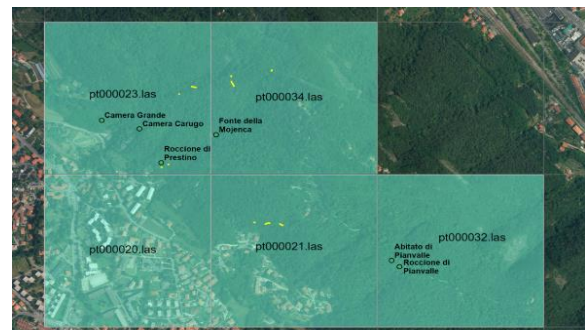 pt000023.las
pt000034.las
Camera Grande
Camera Carugo
Fonte della
Mojenca
Roccione di
Prestino
pt000020.las
pt000021.las
pt000032.las
Abitato di
Pianvalle
Roccione di
Pianvalle